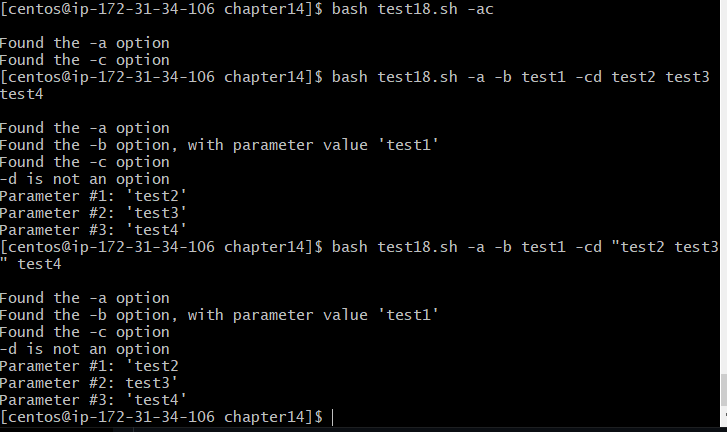 [centos@ip-172-31-34-106 chapter14]$ bash test18.sh -ac
Found the -a option
Found the -c option
[centos@ip-172-31-34-106 chapter14]$ bash test18.sh -a -b test1 -cd test2 test3
test4
Found the -a option
Found the -b option, with parameter value 'test1'
Found the -c option
-d is not an option
Parameter #1: 'test2'
Parameter #2: 'test3'
Parameter #3: 'test4'
[centos@ip-172-31-34-106 chapter14]$ bash test18.sh -a -b test1 -cd "test2 test3
" test4
Found the -a option
Found the -b option, with parameter value 'test1'
Found the -c option
-d is not an option
Parameter #1: 'test2
Parameter #2: test3'
Parameter #3: 'test4'
[centos@ip-172-31-34-106 chapter14]$